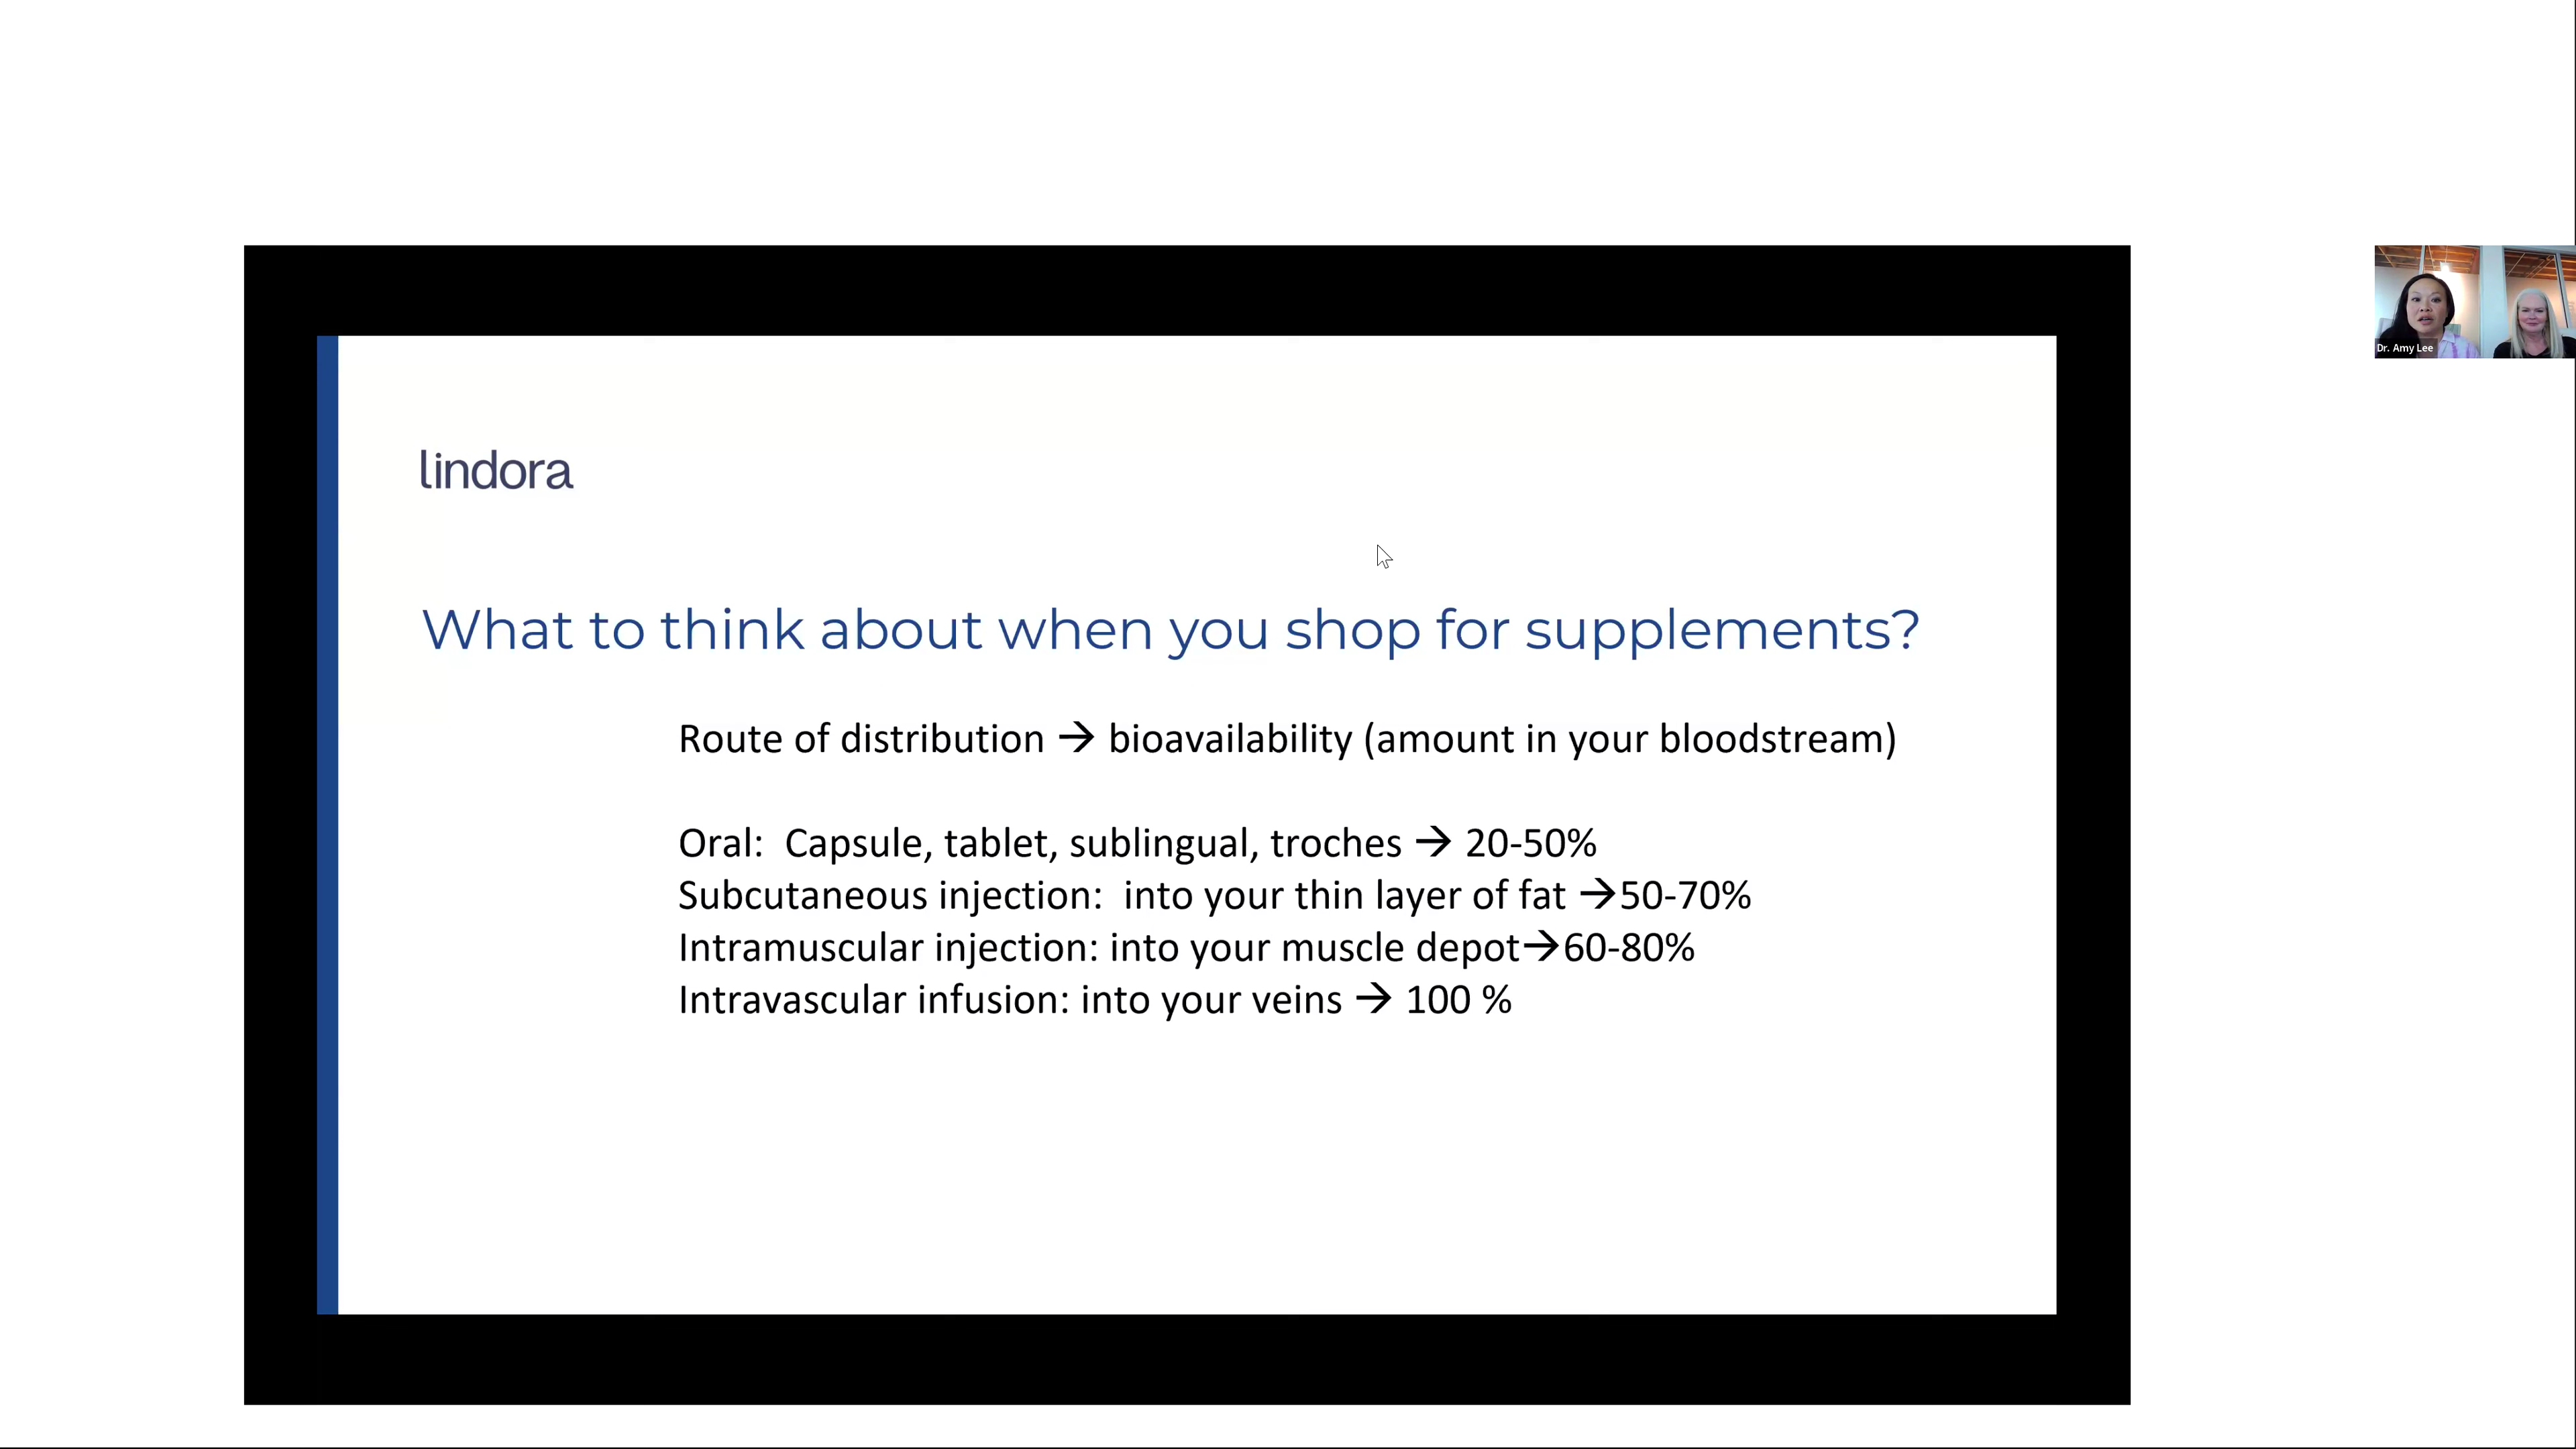 Dr. Amy Lee
lindora
What to think about when you shop for supplements?
Route of distribution → bioavailability (amount in your bloodstream)
Oral:  Capsule, tablet, sublingual, troches → 20-50%
Subcutaneous injection:  into your thin layer of fat →50-70%
Intramuscular injection: into your muscle depot→60-80%
Intravascular infusion: into your veins → 100 %